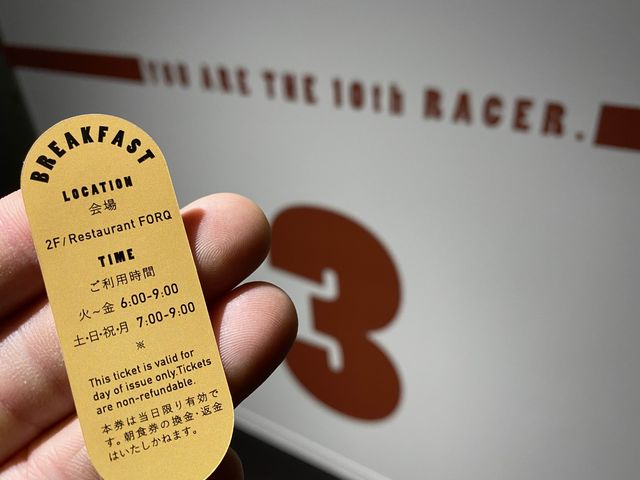 YOU ARE THE 10th RACER.
3
BREAKFAST
LOCATION
会場
2F/Restaurant FORQ
TIME
ご利用時間
火~金 6:00-9:00
土・日・祝・月 7:00-9:00
※
This ticket is valid for
day of issue only.Tickets
are non-refundable.
本券は当日限り有効で
す。朝食券の換金・返金
はいたしかねます。